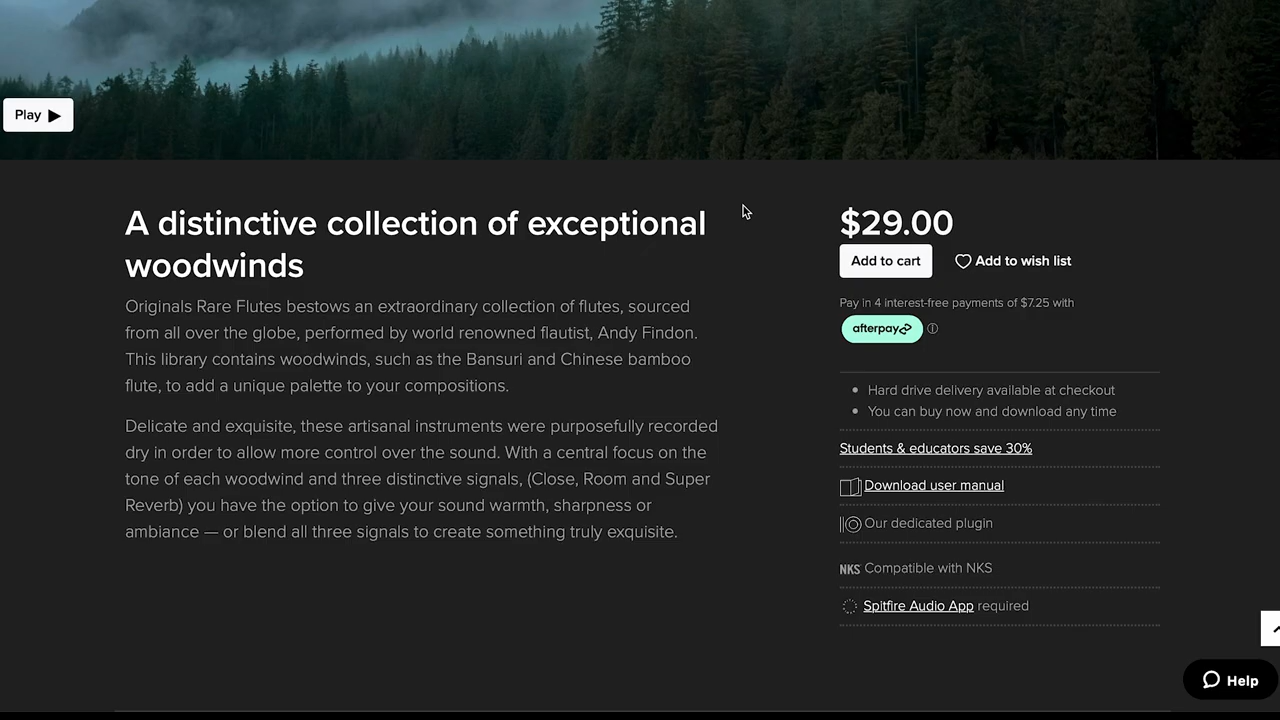 Play
A distinctive collection of exceptional
woodwinds
Originals Rare Flutes bestows an extraordinary collection of flutes, sourced
from all over the globe, performed by world renowned flautist, Andy Findon.
This library contains woodwinds, such as the Bansuri and Chinese bamboo
flute, to add a unique palette to your compositions.
Delicate and exquisite, these artisanal instruments were purposefully recorded
dry in order to allow more control over the sound. With a central focus on the
tone of each woodwind and three distinctive signals, (Close, Room and Super
Reverb) you have the option to give your sound warmth, sharpness or
ambiance — or blend all three signals to create something truly exquisite.
$29.00
Add to cart
Add to wish list
Pay in 4 interest-free payments of $7.25 with
afterpay
Hard drive delivery available at checkout
You can buy now and download any time
Students & educators save 30%
Download user manual
Our dedicated plugin
NKS Compatible with NKS
Spitfire Audio App required
Help